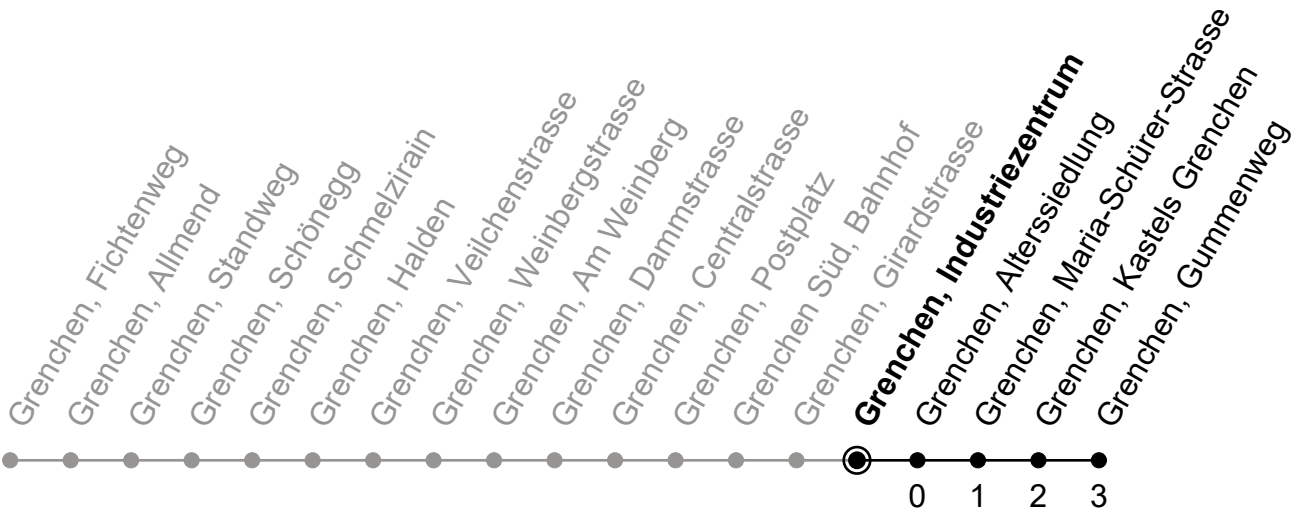 Grenchen, Fichtenweg
Grenchen, Allmend
Grenchen, Standweg
Grenchen, Schönegg
Grenchen, Schmelzirain
Grenchen, Halden
Grenchen, Veilchenstrasse
Grenchen, Weinbergstrasse
Grenchen, Am Weinberg
Grenchen, Dammstrasse
Grenchen, Centralstrasse
Grenchen, Postplatz
Grenchen Süd, Bahnhof
Grenchen, Girardstrasse
Grenchen, Industriezentrum
Grenchen, Alterssiedlung
Grenchen, Maria-Schürer-Strasse
Grenchen, Kastels Grenchen
Grenchen, Gummenweg
0 1 2 3